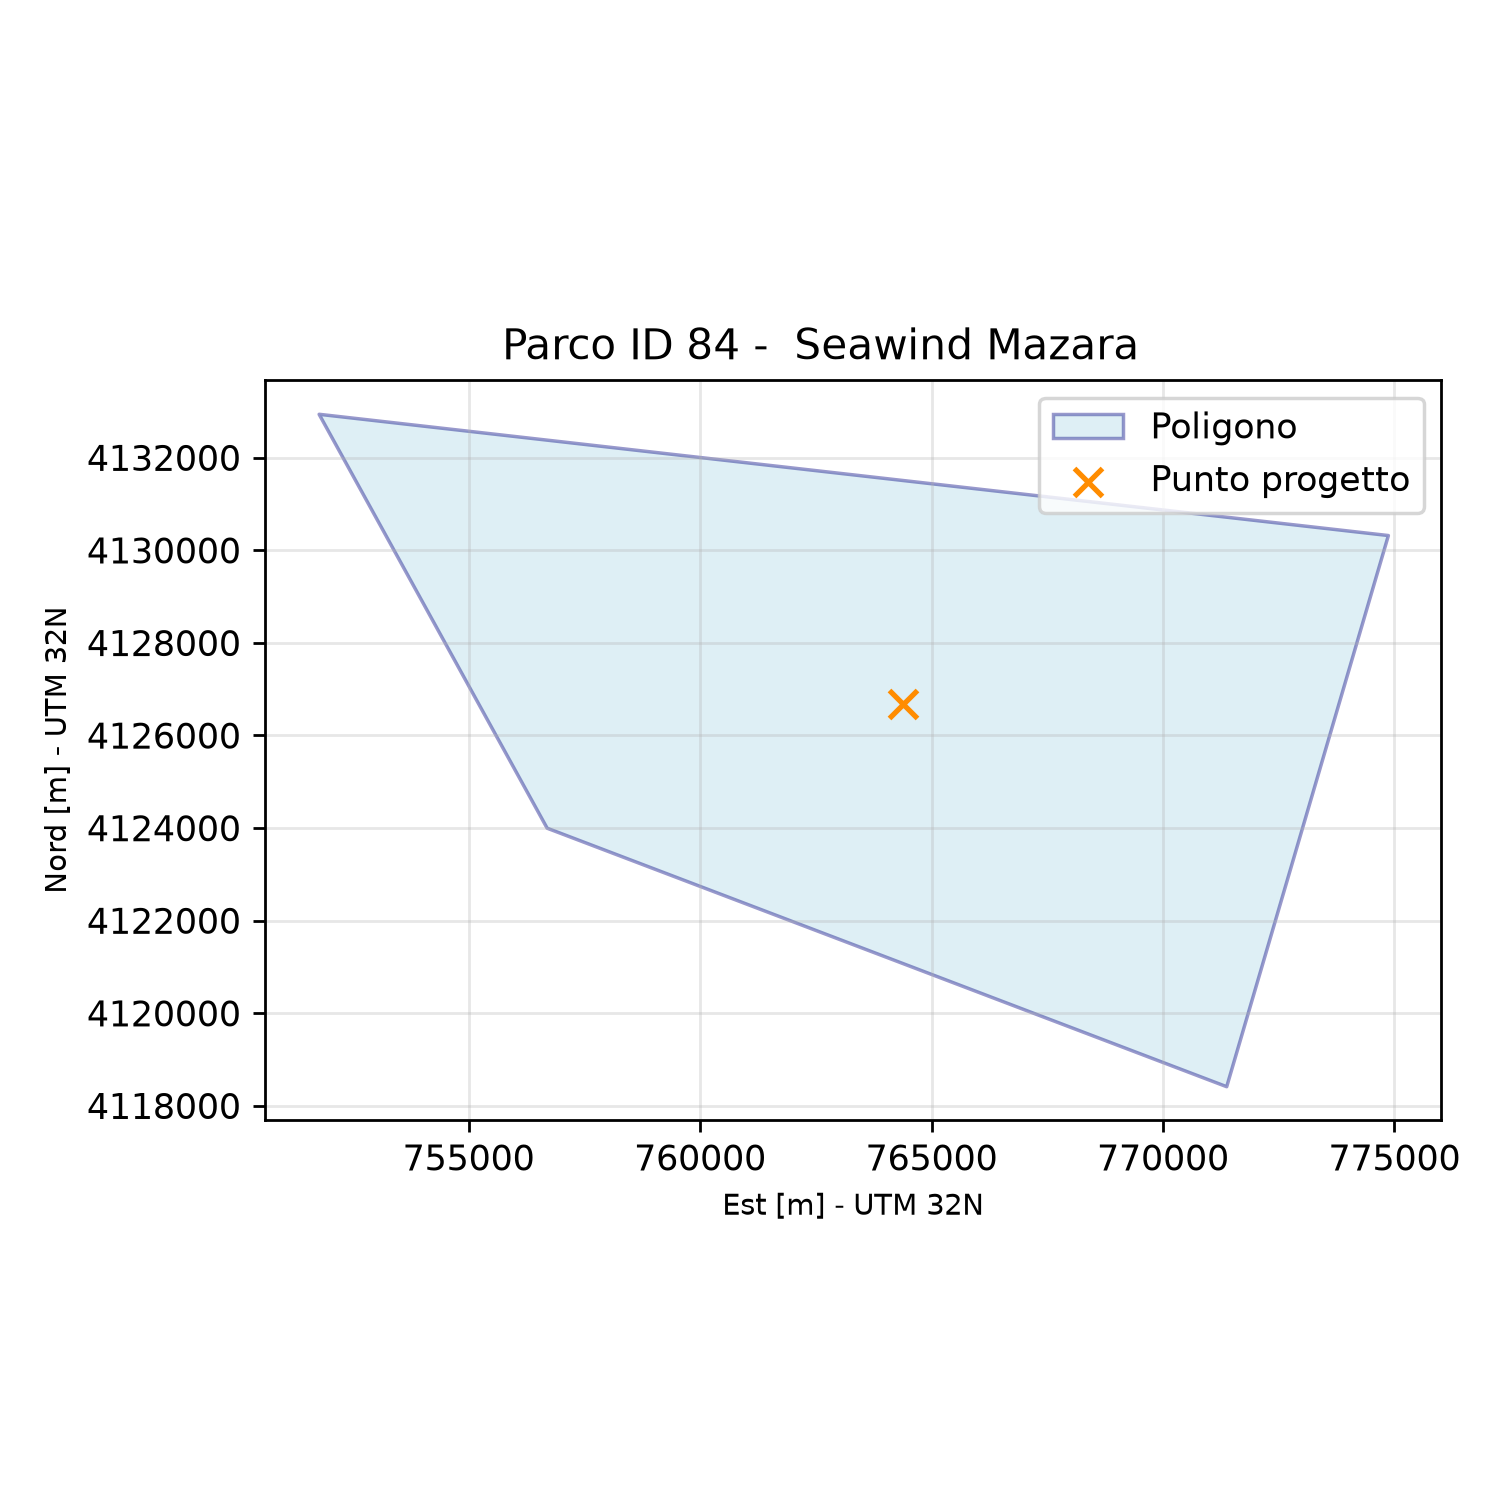 Parco ID 84 -  Seawind Mazara
Poligono
Punto progetto
4132000
4130000
4128000
4126000
4124000
4122000
4120000
4118000
Nord [m] - UTM 32N
755000 760000 765000 770000 775000
Est [m] - UTM 32N